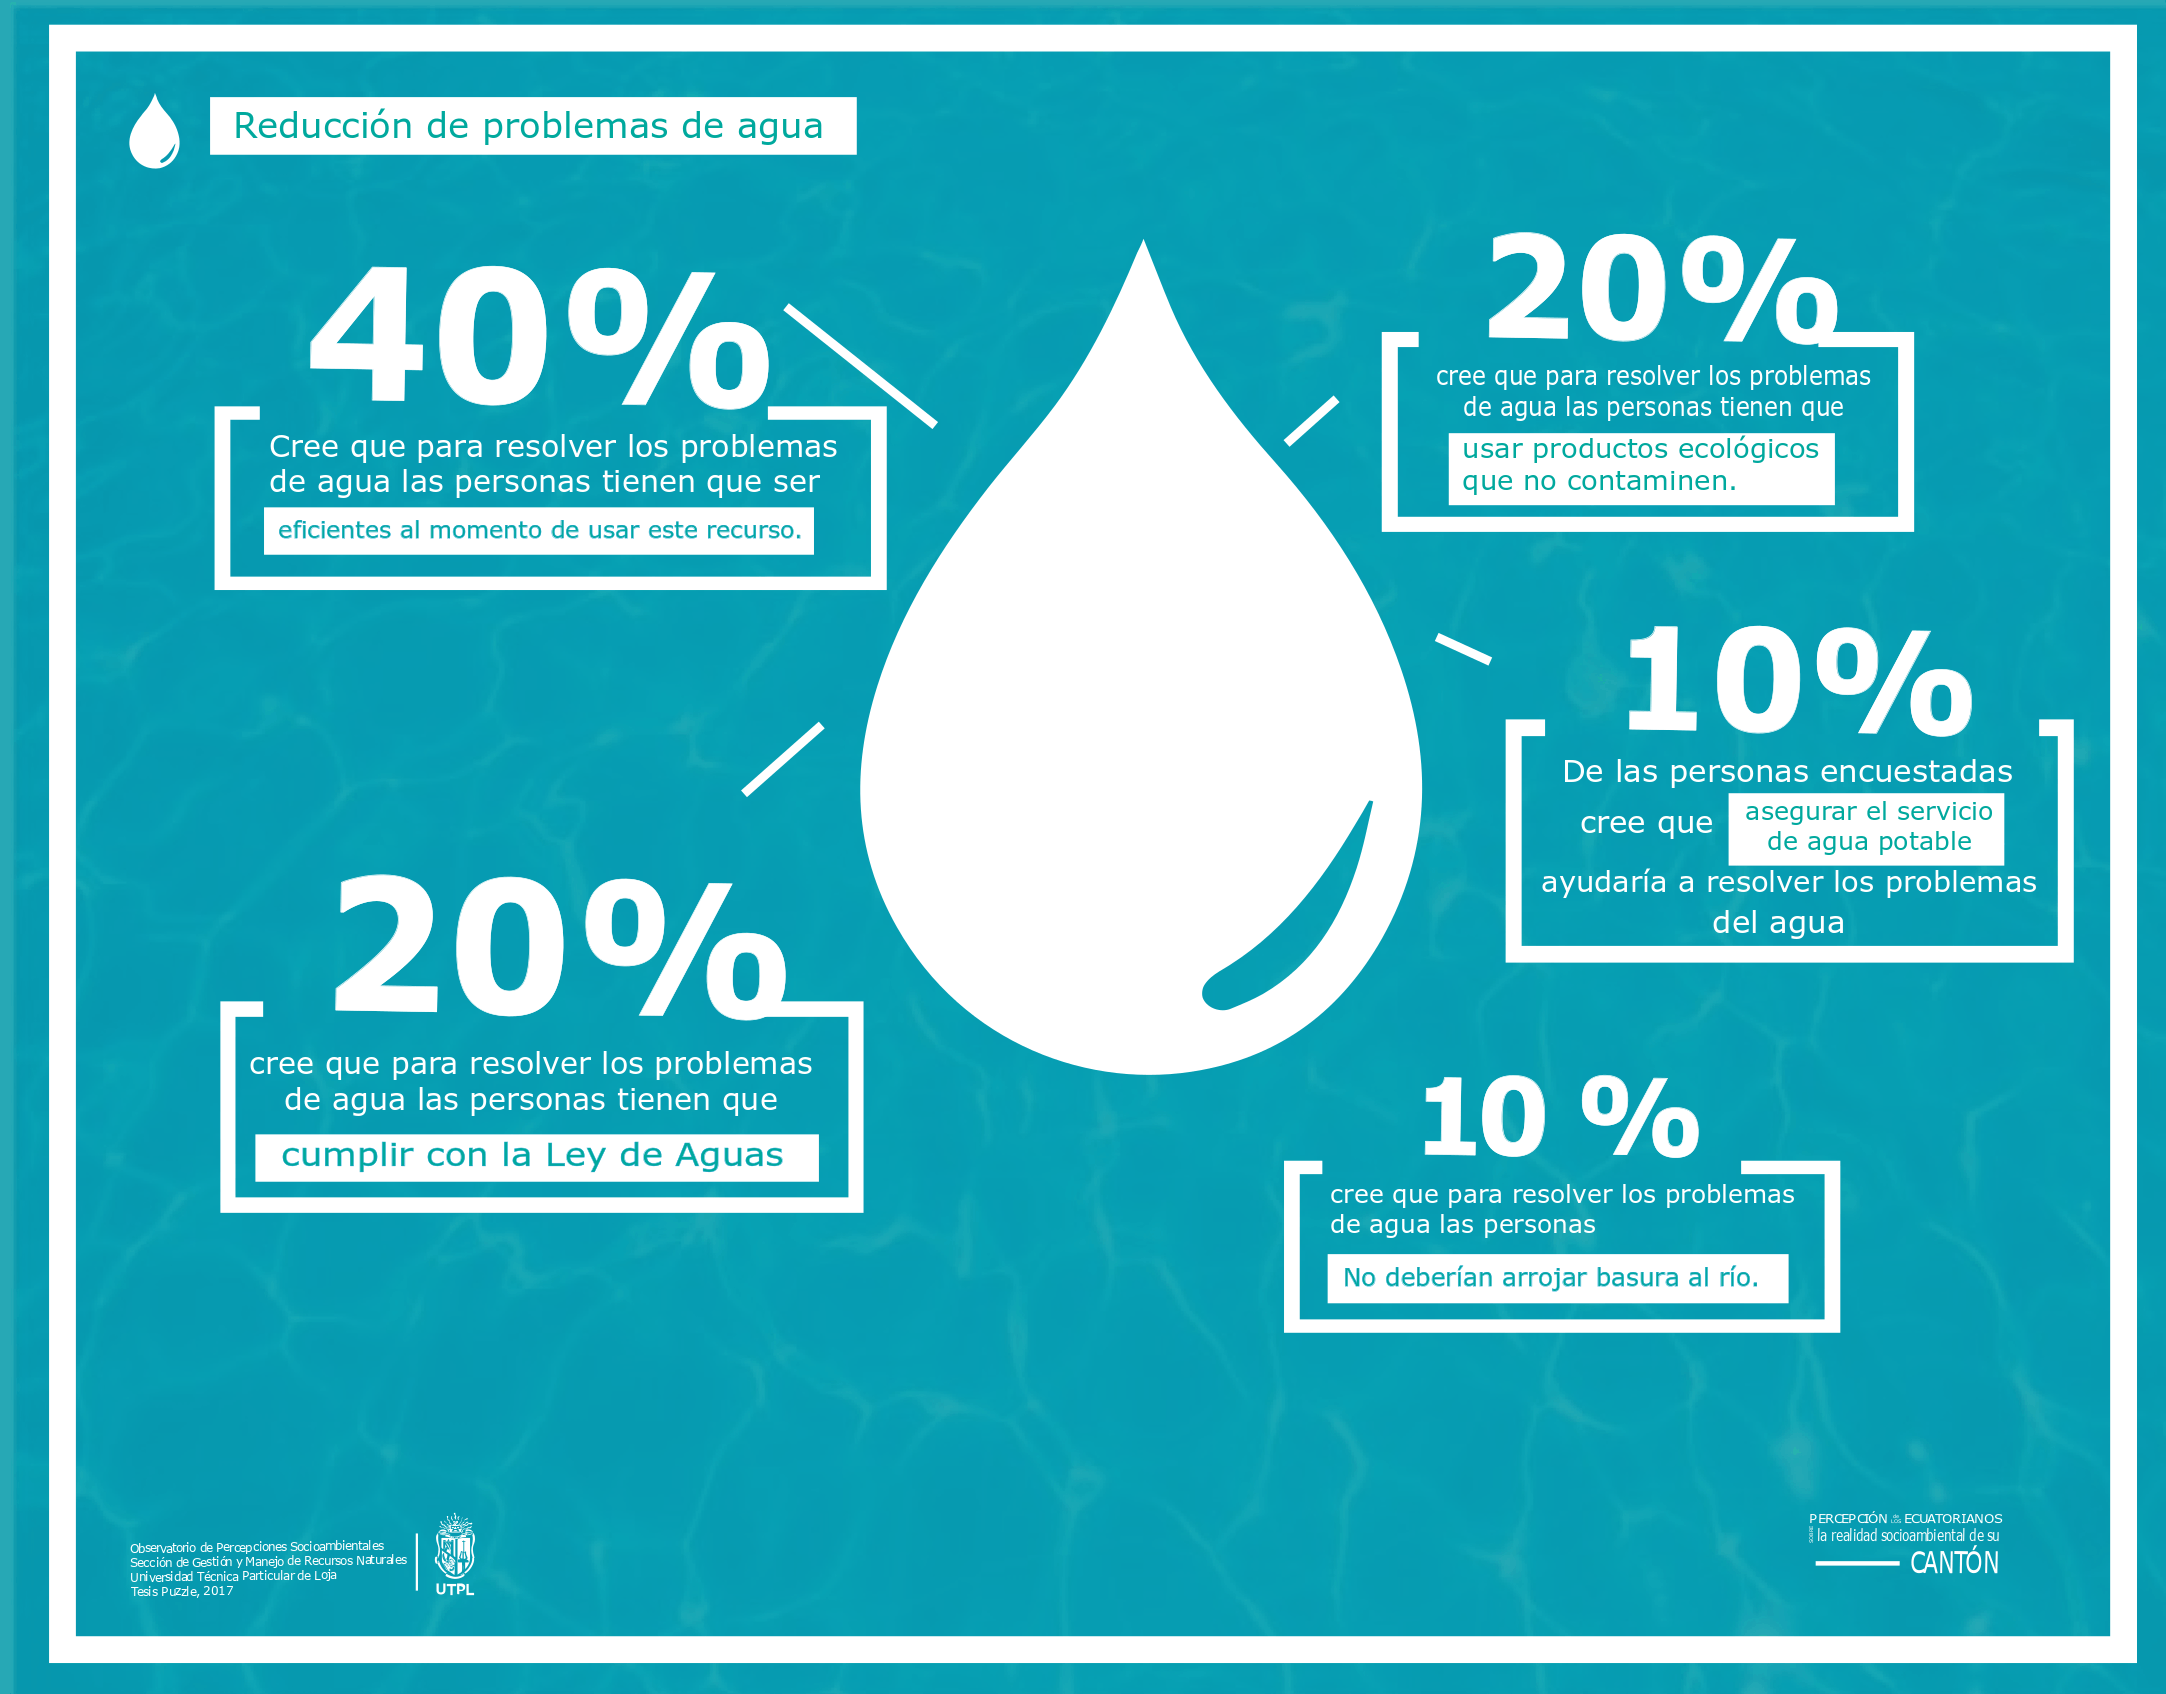 Reducción de problemas de agua
40%
Cree que para resolver los problemas
de agua las personas tienen que ser
eficientes al momento de usar este recurso.
20%
cree que para resolver los problemas
de agua las personas tienen que
cumplir con la Ley de Aguas
20%
cree que para resolver los problemas
de agua las personas tienen que
usar productos ecológicos
que no contaminen.
10%
De las personas encuestadas
cree que asegurar el servicio
de agua potable
ayudaría a resolver los problemas
del agua
10 %
cree que para resolver los problemas
de agua las personas
No deberían arrojar basura al río.
Observatorio de Percepciones Socioambientales
Sección de Gestión y Manejo de Recursos Naturales
Universidad Técnica Particular de Loja
Tesis Puzzle, 2017
UTPL
PERCEPCIÓN de LOS ECUATORIANOS
SOBRE la realidad socioambiental de su
CANTÓN